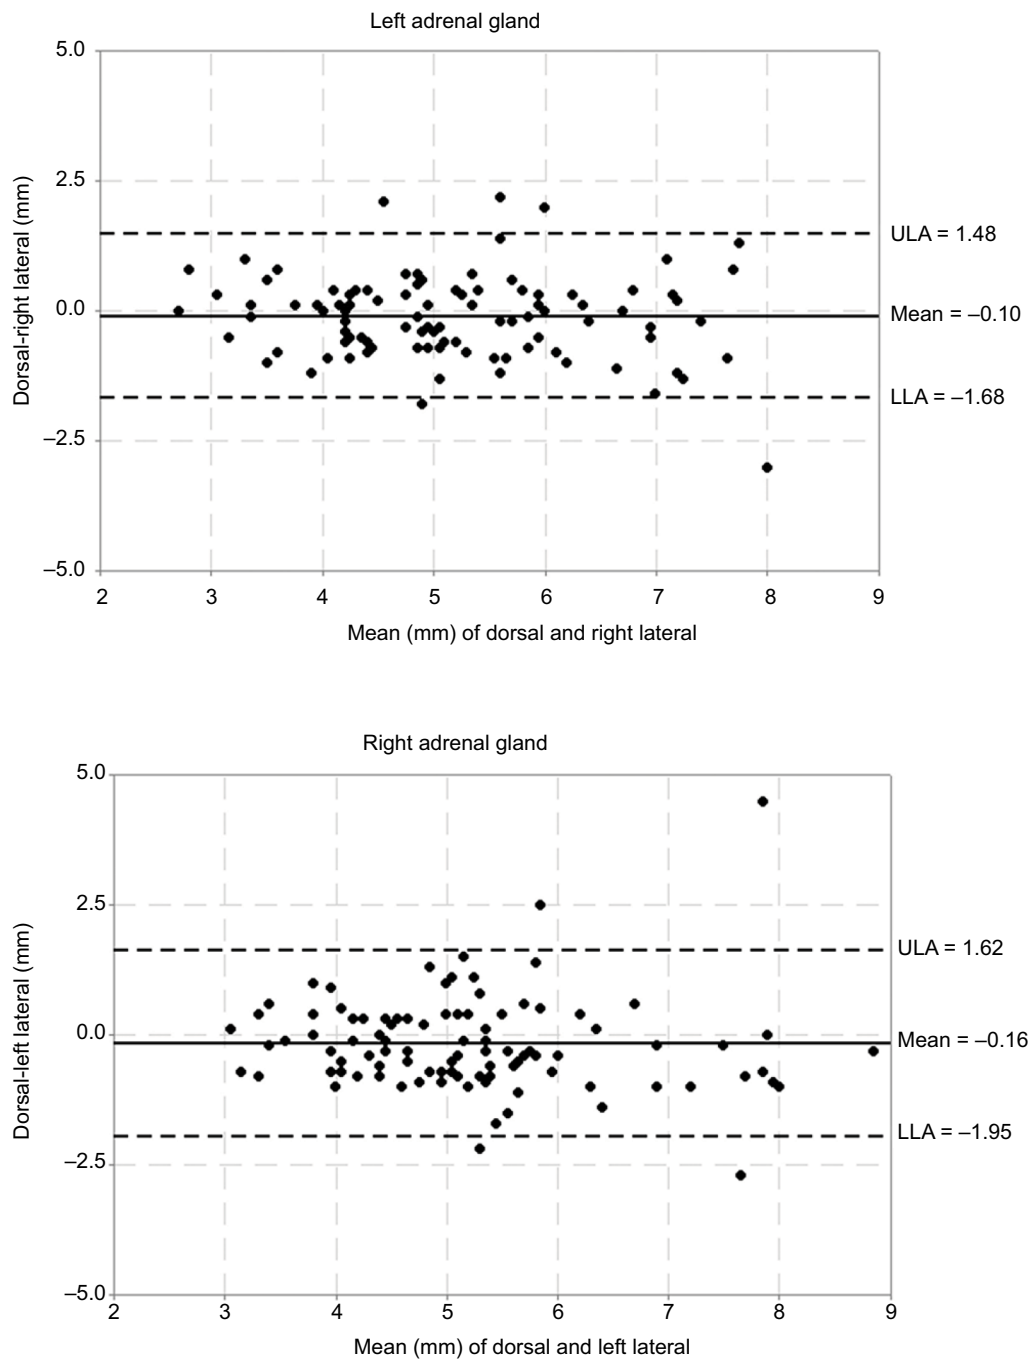 Left adrenal gland
5.0
2.5
0.0
–2.5
–5.0
Dorsal-right lateral (mm)
ULA = 1.48
Mean = –0.10
LLA = –1.68
2 3 4 5 6 7 8 9
Mean (mm) of dorsal and right lateral
Right adrenal gland
5.0
2.5
0.0
–2.5
–5.0
Dorsal-left lateral (mm)
ULA = 1.62
Mean = –0.16
LLA = –1.95
2 3 4 5 6 7 8 9
Mean (mm) of dorsal and left lateral